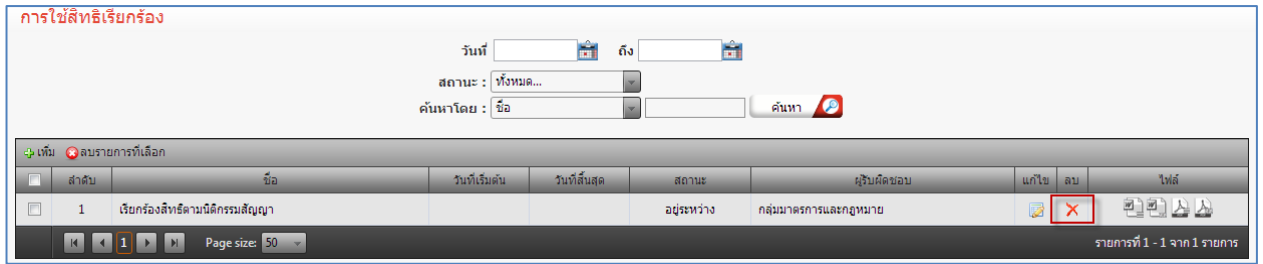 การใช้สิทธิเรียกร้อง
วันที่ ถึง
สถานะ : ทั้งหมด...
ค้นหาโดย : ชื่อ ค้นหา
เพิ่ม ลบรายการที่เลือก
ลำดับ ชื่อ วันที่เริ่มต้น วันที่สิ้นสุด สถานะ ผู้รับผิดชอบ แก้ไข ลบ ไฟล์
1 เรียกร้องสิทธิตามนิติกรรมสัญญา อยู่ระหว่าง กลุ่มมาตรการและกฎหมาย
1 Page size: 50 รายการที่ 1 - 1 จาก 1 รายการ